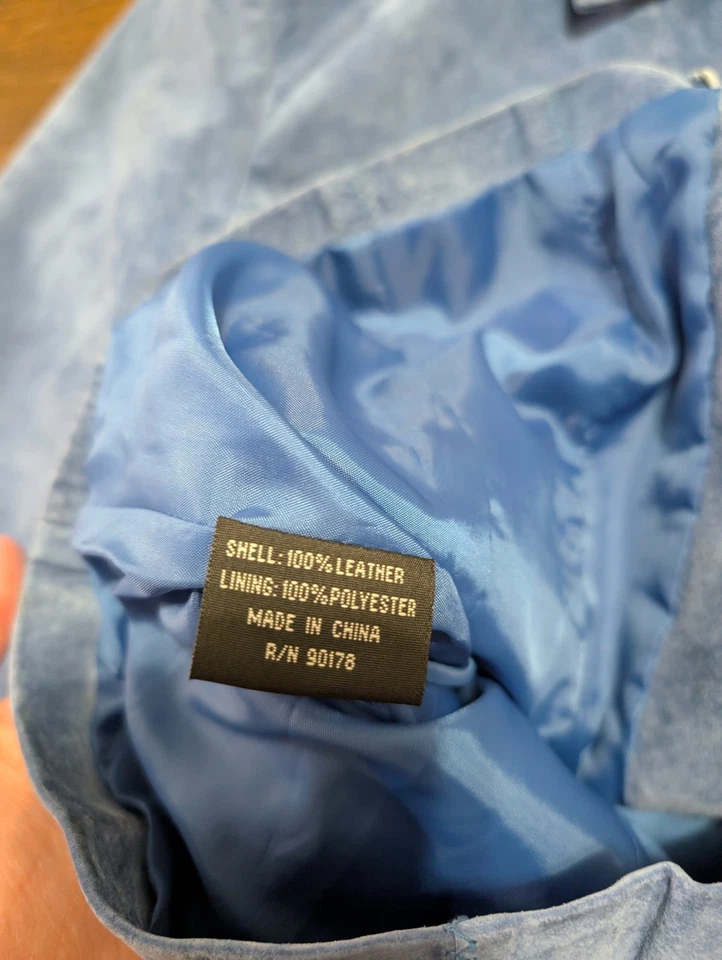 SHELL: 100% LEATHER
LINING: 100% POLYESTER
MADE IN CHINA
R/N 90178